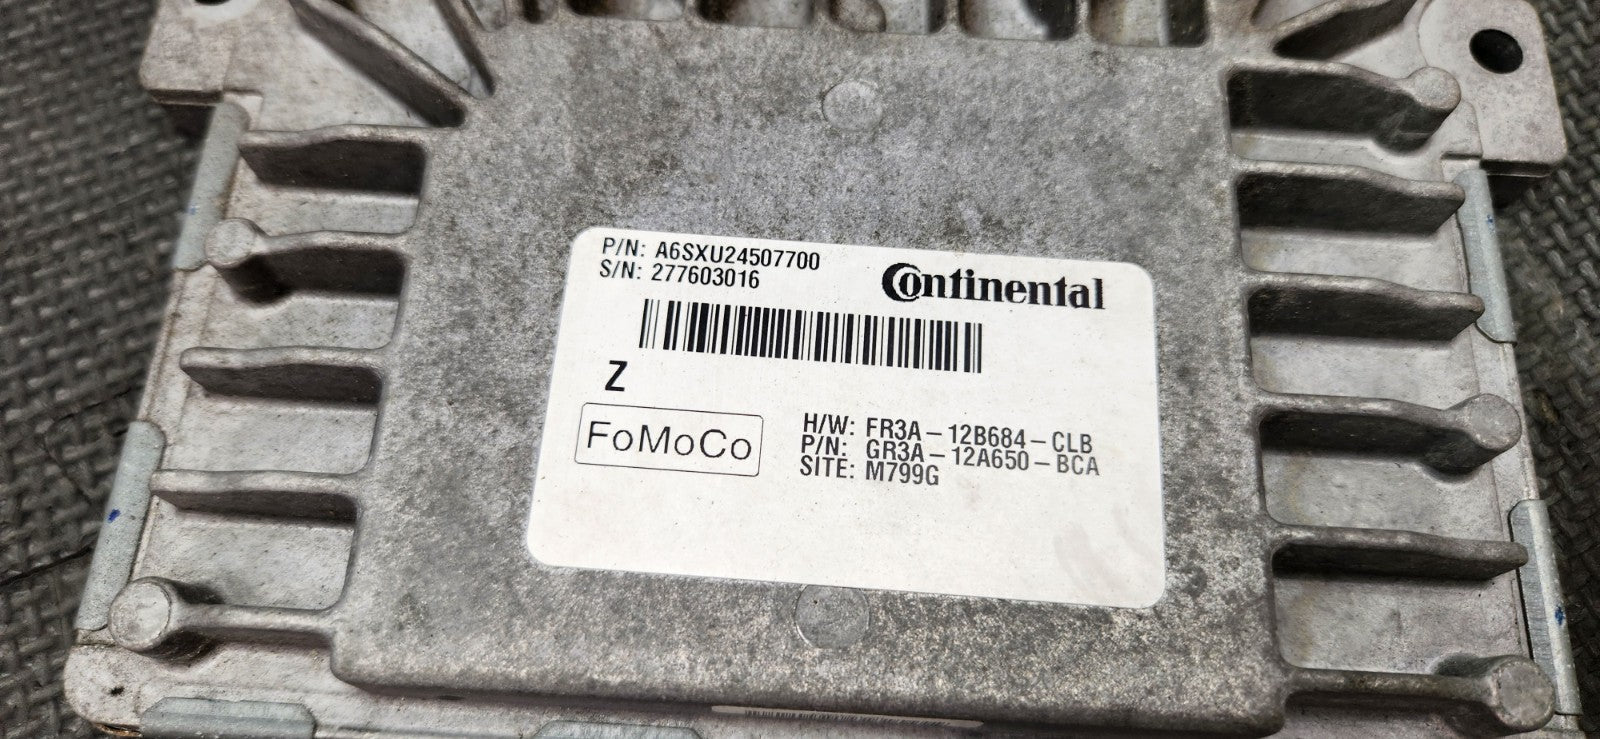 P/N: A6SXU24507700
S/N: 277603016
Continental
Z
FoMoCo
H/W: FR3A-12B684-CLB
P/N: GR3A-12A650-BCA
SITE: M799G